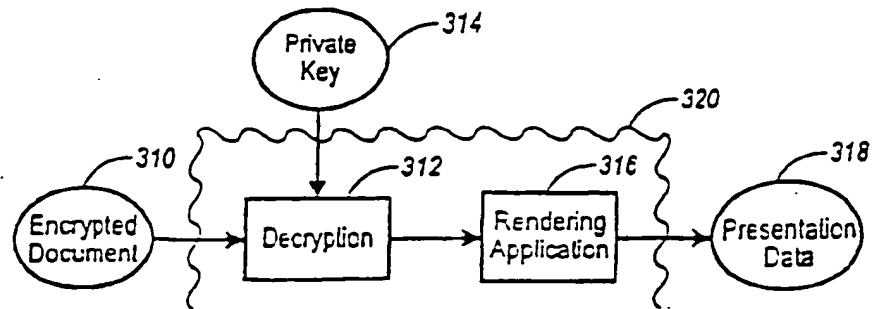 Private
Key
314
320
310
312
316
318
Encrypted
Document
Decryption
Rendering
Application
Presentation
Data